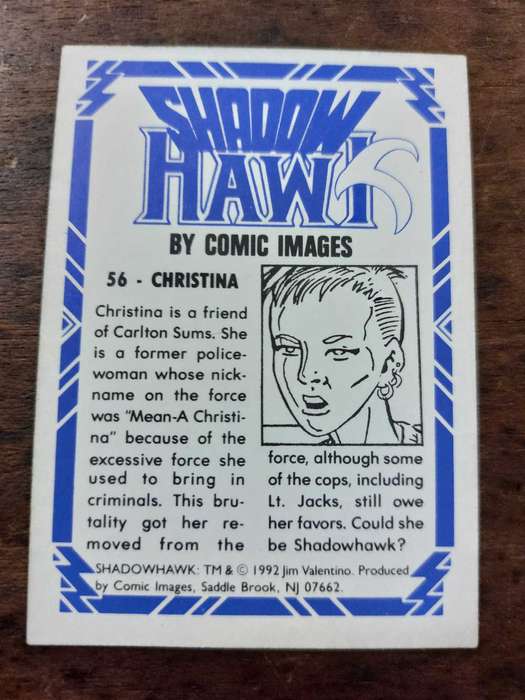 SHADOW
HAWK
BY COMIC IMAGES
56 - CHRISTINA
Christina is a friend
of Carlton Sums. She
is a former police-
woman whose nick-
name on the force
was "Mean-A Christi-
na" because of the
excessive force she
used to bring in
criminals. This bru-
tality got her re-
moved from the
force, although some
of the cops, including
Lt. Jacks, still owe
her favors. Could she
be Shadowhawk?
SHADOWHAWK: TM & © 1992 Jim Valentino. Produced
by Comic Images, Saddle Brook, NJ 07662.